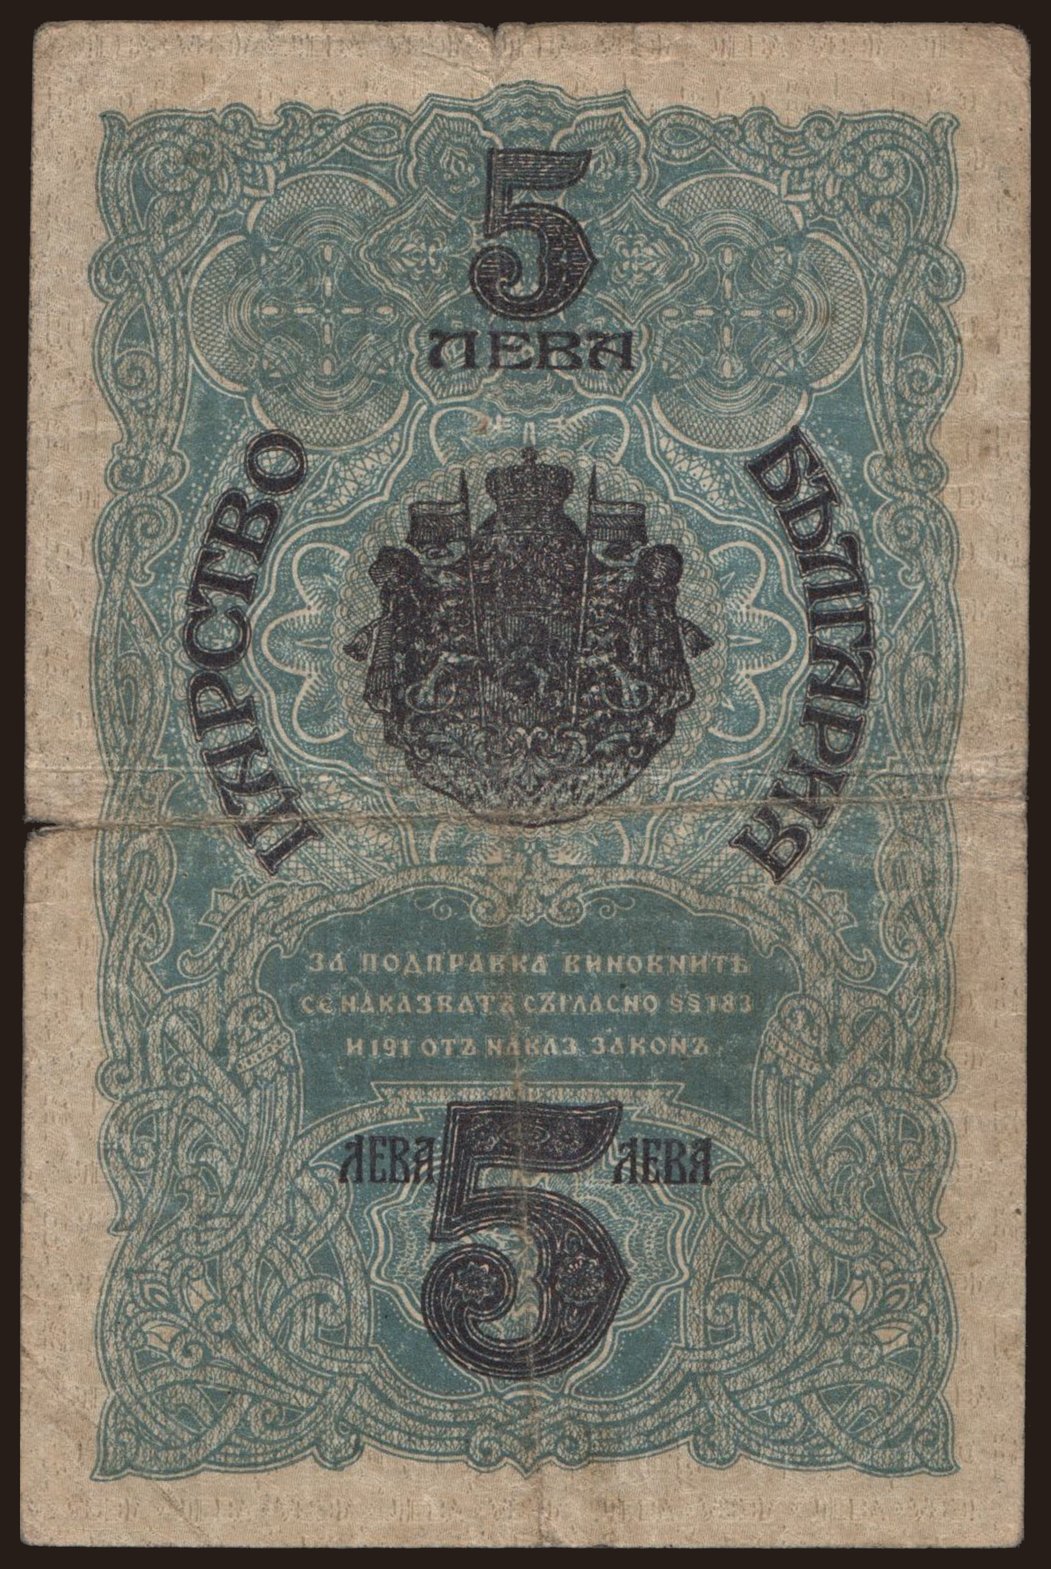 5
ЛЕВА
ЦАРСТВО
БЪЛГАРИЯ
ЗА ПОДПРАВКА ВИНОВНИТѢ
СЕ НАКАЗВАТЪ СЪГЛАСНО §§ 183
И 191 ОТЪ НАКАЗ. ЗАКОНЪ.
ЛЕВА 5 ЛЕВА